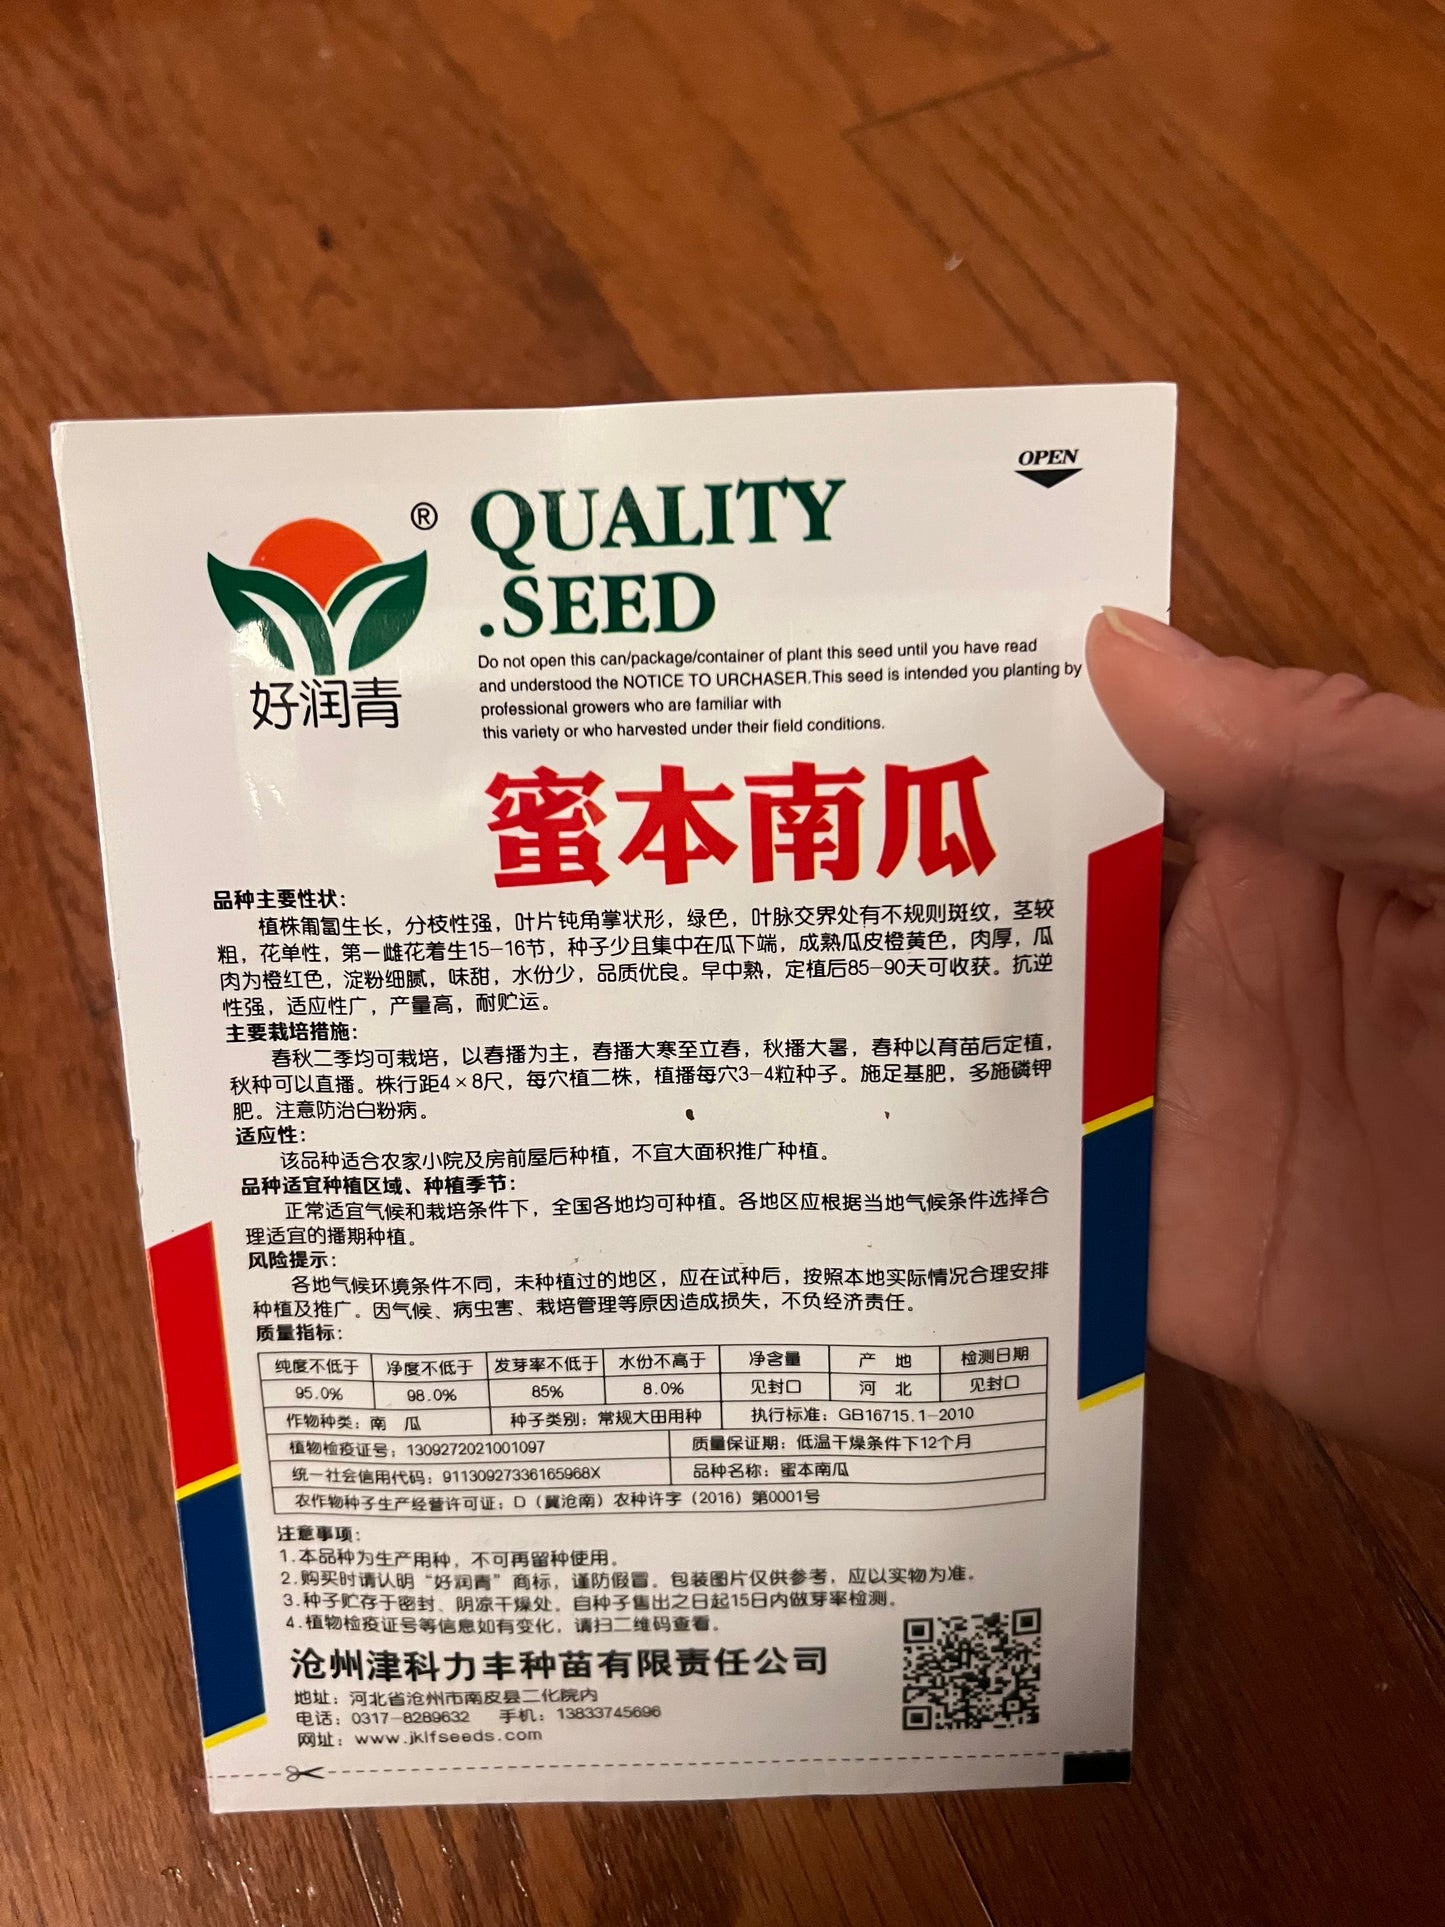 OPEN
®
QUALITY
.SEED
好润青
Do not open this can/package/container of plant this seed until you have read
and understood the NOTICE TO URCHASER.This seed is intended you planting by
professional growers who are familiar with
this variety or who harvested under their field conditions.
蜜本南瓜
品种主要性状：
植株匍匐生长，分枝性强，叶片钝角掌状形，绿色，叶脉交界处有不规则斑纹，茎较
粗，花单性，第一雌花着生15-16节，种子少且集中在瓜下端，成熟瓜皮橙黄色，肉厚，瓜
肉为橙红色，淀粉细腻，味甜，水份少，品质优良。早中熟，定植后85-90天可收获。抗逆
性强，适应性广，产量高，耐贮运。
主要栽培措施：
春秋二季均可栽培，以春播为主，春播大寒至立春，秋播大暑，春种以育苗后定植，
秋种可以直播。株行距4×8尺，每穴植二株，植播每穴3-4粒种子。施足基肥，多施磷钾
肥。注意防治白粉病。
适应性：
该品种适合农家小院及房前屋后种植，不宜大面积推广种植。
品种适宜种植区域、种植季节：
正常适宜气候和栽培条件下，全国各地均可种植。各地区应根据当地气候条件选择合
理适宜的播期种植。
风险提示：
各地气候环境条件不同，未种植过的地区，应在试种后，按照本地实际情况合理安排
种植及推广。因气候、病虫害、栽培管理等原因造成损失，不负经济责任。
质量指标：
纯度不低于 净度不低于 发芽率不低于 水份不高于 净含量 产 地 检测日期
95.0% 98.0% 85% 8.0% 见封口 河 北 见封口
作物种类：南 瓜 种子类别：常规大田用种 执行标准：GB16715.1-2010
植物检疫证号：1309272021001097 质量保证期：低温干燥条件下12个月
统一社会信用代码：91130927336165968X 品种名称：蜜本南瓜
农作物种子生产经营许可证：D（冀沧南）农种许字（2016）第0001号
注意事项：
1.本品种为生产用种，不可再留种使用。
2.购买时请认明“好润青”商标，谨防假冒。包装图片仅供参考，应以实物为准。
3.种子贮存于密封、阴凉干燥处。自种子售出之日起15日内做芽率检测。
4.植物检疫证号等信息如有变化，请扫二维码查看。
沧州津科力丰种苗有限责任公司
地址：河北省沧州市南皮县二化院内
电话：0317-8289632 手机：13833745696
网址：www.jklfseeds.com